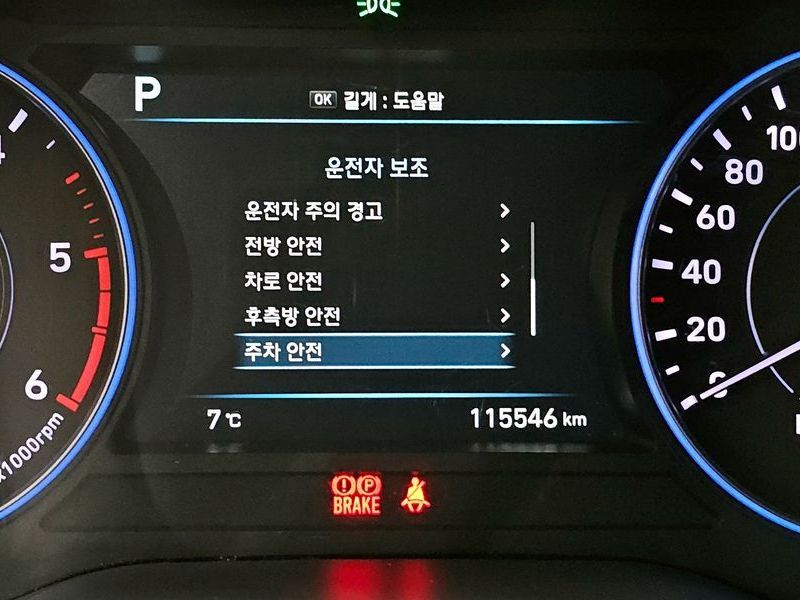 P
OK 길게 : 도움말
운전자 보조
운전자 주의 경고
전방 안전
차로 안전
후측방 안전
주차 안전
7℃
115546 km
5
6
x1000rpm
100
80
60
40
20
0
P
BRAKE